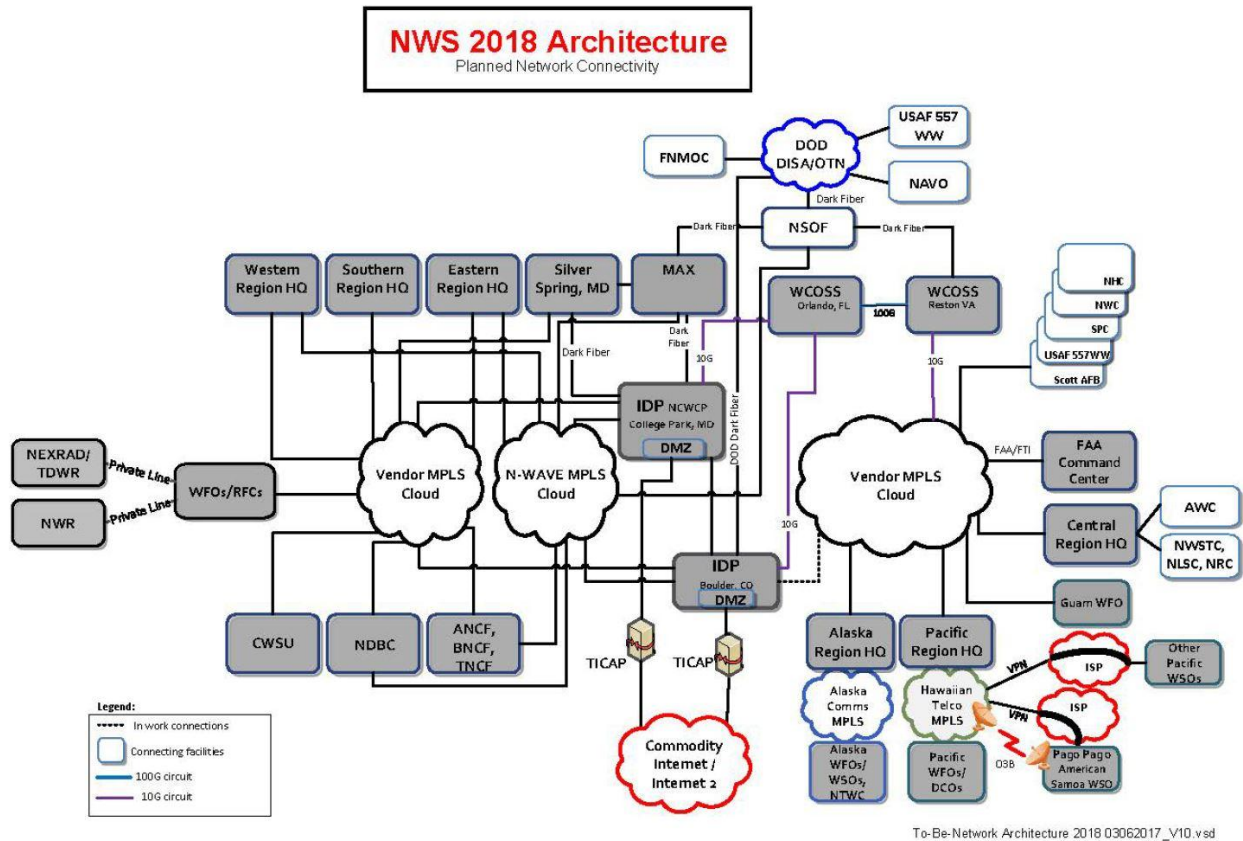 NWS 2018 Architecture
Planned Network Connectivity
USAF 557
WW
DOD
DISA/OTN
FNMOC
NAVO
Dark Fiber
NSOF
Dark Fiber
Dark Fiber
Western
Region HQ
Southern
Region HQ
Eastern
Region HQ
Silver
Spring, MD
MAX
WCOSS
Orlando, FL
100G
WCOSS
Reston VA
NHC
NWC
SPC
USAF 557WW
Scott AFB
Dark Fiber
Dark
Fiber
10G
10G
IDP NCWCP
College Park, MD
DMZ
DOD Dark Fiber
NEXRAD/
TDWR
Private Line
WFOs/RFCs
NWR
Private Line
Vendor MPLS
Cloud
N-WAVE MPLS
Cloud
Vendor MPLS
Cloud
FAA/FTI
FAA
Command
Center
10G
Central
Region HQ
AWC
NWSTC,
NLSC, NRC
IDP
Boulder, CO
DMZ
Guam WFO
CWSU
NDBC
ANCF,
BNCF,
TNCF
TICAP
TICAP
Alaska
Region HQ
Pacific
Region HQ
VPN
ISP
Other
Pacific
WSOs
Alaska
Comms
MPLS
Hawaiian
Telco
MPLS
VPN
ISP
O3B
Pago Pago
American
Samoa WSO
Alaska
WFOs/
WSOs,
NTWC
Pacific
WFOs/
DCOs
Commodity
Internet /
Internet 2
Legend:
In work connections
Connecting facilities
100G circuit
10G circuit
To-Be-Network Architecture 2018 03062017_V10.vsd